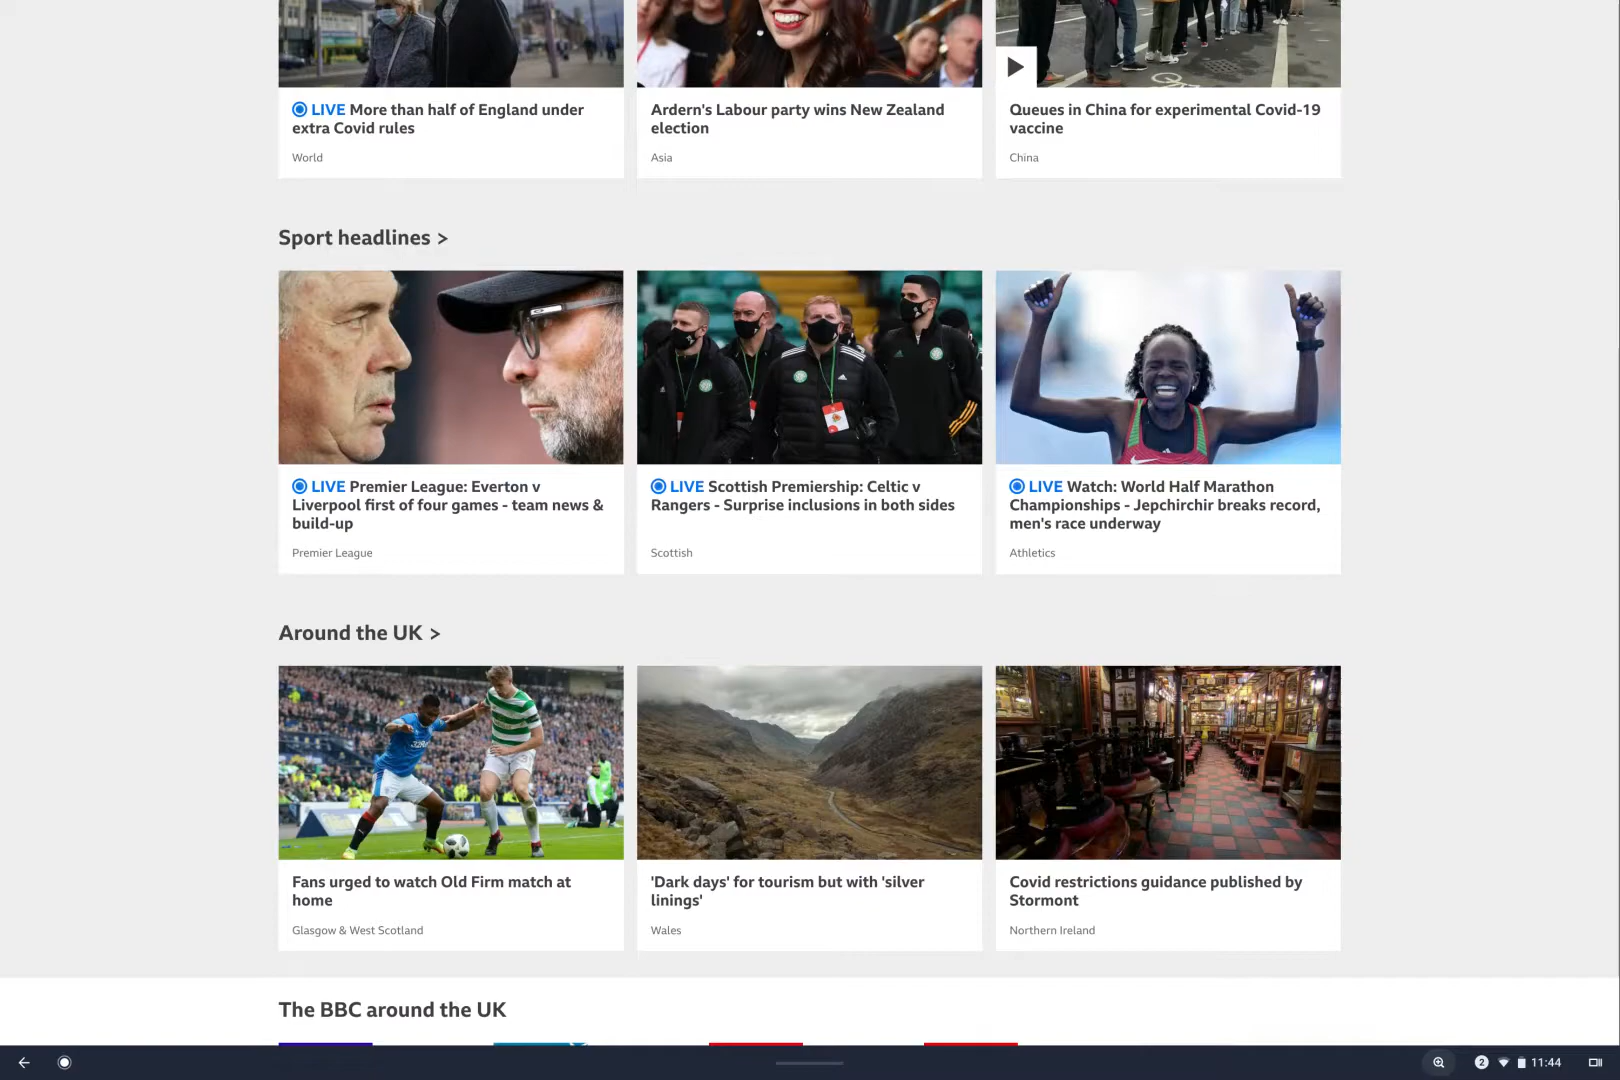 LIVE More than half of England under
extra Covid rules
World
Ardern's Labour party wins New Zealand
election
Asia
Queues in China for experimental Covid-19
vaccine
China
Sport headlines >
LIVE Premier League: Everton v
Liverpool first of four games - team news &
build-up
Premier League
LIVE Scottish Premiership: Celtic v
Rangers - Surprise inclusions in both sides
Scottish
LIVE Watch: World Half Marathon
Championships - Jepchirchir breaks record,
men's race underway
Athletics
Around the UK >
Fans urged to watch Old Firm match at
home
Glasgow & West Scotland
'Dark days' for tourism but with 'silver
linings'
Wales
Covid restrictions guidance published by
Stormont
Northern Ireland
The BBC around the UK
2
11:44